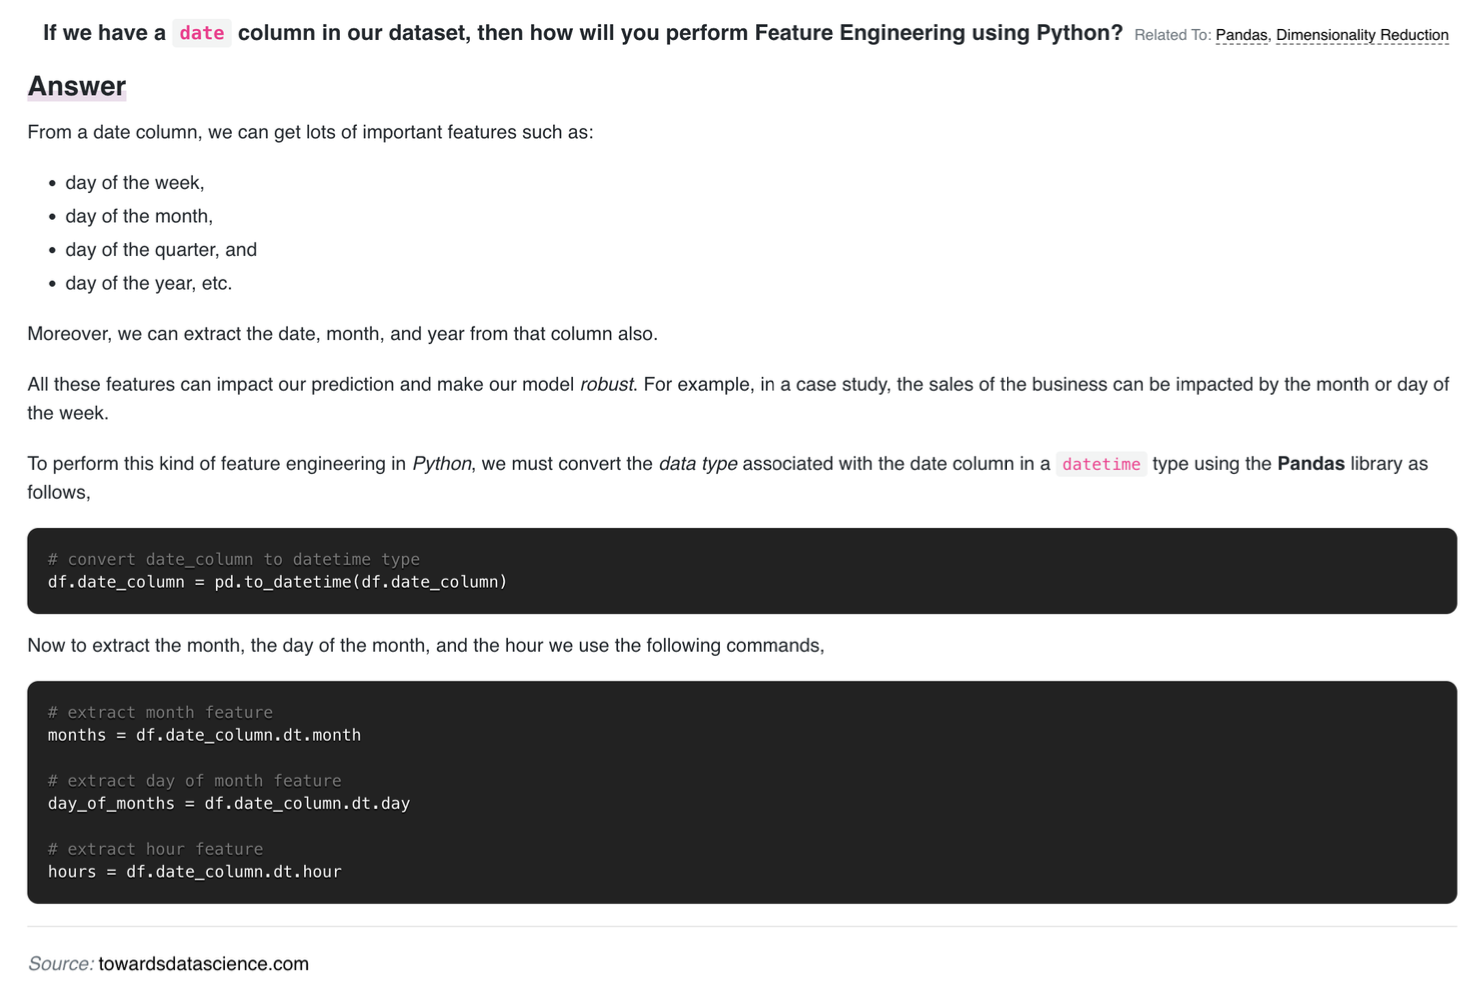 If we have a date column in our dataset, then how will you perform Feature Engineering using Python? Related To: Pandas, Dimensionality Reduction
Answer
From a date column, we can get lots of important features such as:
• day of the week,
• day of the month,
• day of the quarter, and
• day of the year, etc.
Moreover, we can extract the date, month, and year from that column also.
All these features can impact our prediction and make our model robust. For example, in a case study, the sales of the business can be impacted by the month or day of
the week.
To perform this kind of feature engineering in Python, we must convert the data type associated with the date column in a datetime type using the Pandas library as
follows,
# convert date_column to datetime type
df.date_column = pd.to_datetime(df.date_column)
Now to extract the month, the day of the month, and the hour we use the following commands,
# extract month feature
months = df.date_column.dt.month
# extract day of month feature
day_of_months = df.date_column.dt.day
# extract hour feature
hours = df.date_column.dt.hour
Source: towardsdatascience.com